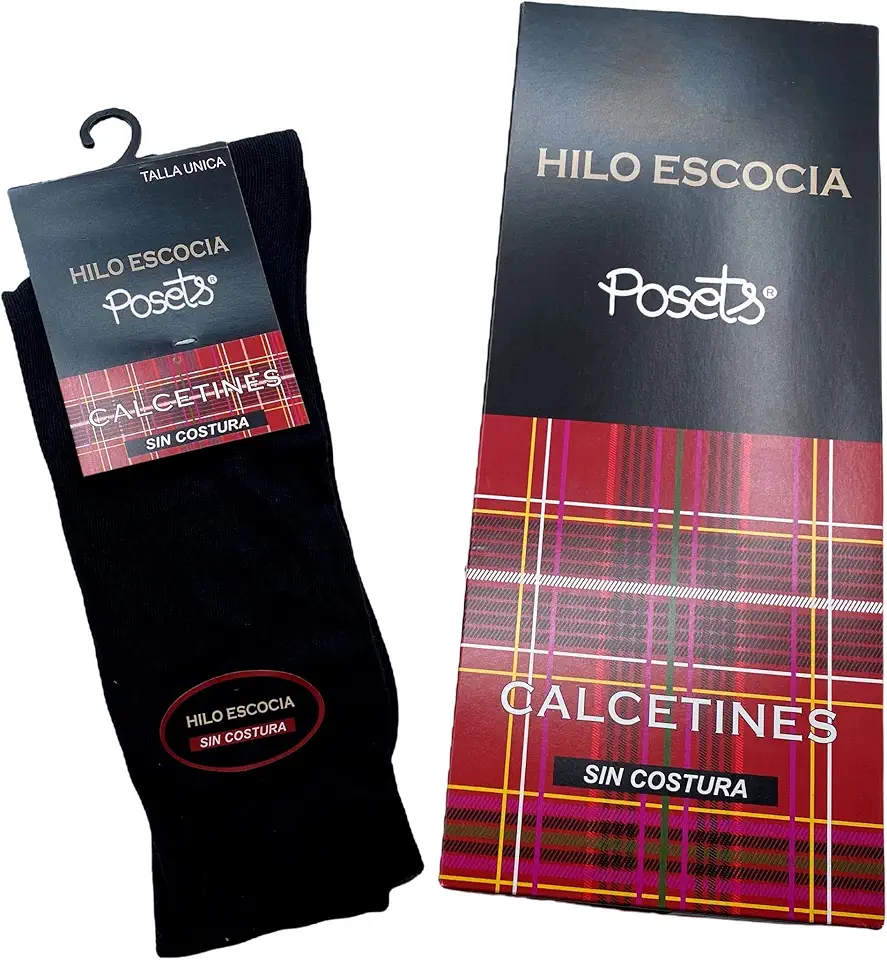 TALLA UNICA
HILO ESCOCIA
Posets®
CALCETINES
SIN COSTURA
HILO ESCOCIA
SIN COSTURA
HILO ESCOCIA
Posets®
CALCETINES
SIN COSTURA